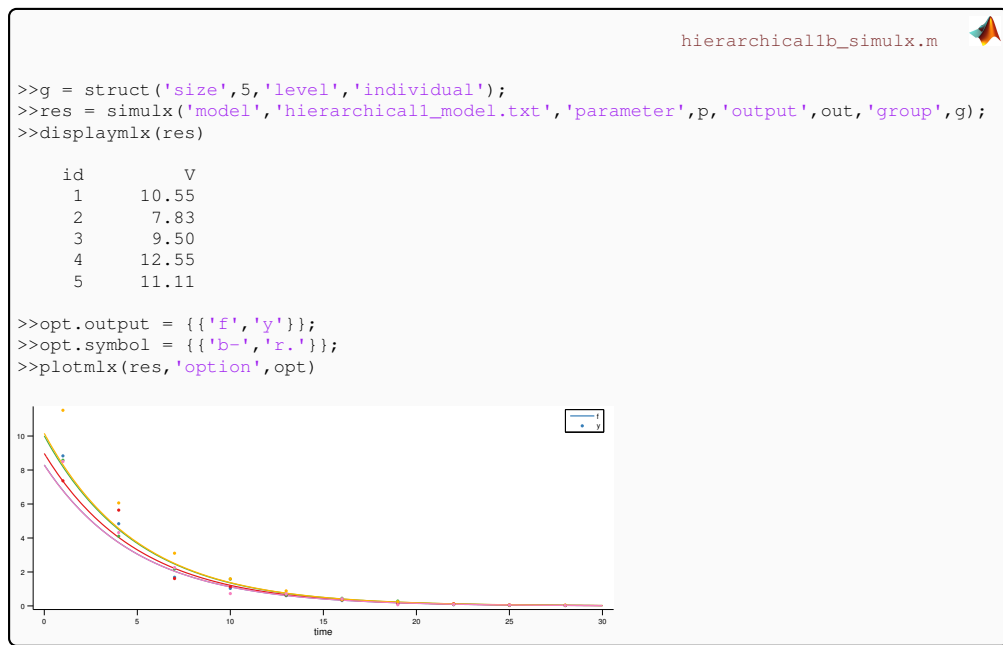 hierarchical1b_simulx.m
>>g = struct('size',5,'level','individual');
>>res = simulx('model','hierarchical1_model.txt','parameter',p,'output',out,'group',g);
>>displaymlx(res)
id V
1 10.55
2 7.83
3 9.50
4 12.55
5 11.11
>>opt.output = {{'f','y'}};
>>opt.symbol = {{'b-','r.'}};
>>plotmlx(res,'option',opt)
f
y
10
8
6
4
2
0
0 5 10 15 20 25 30
time